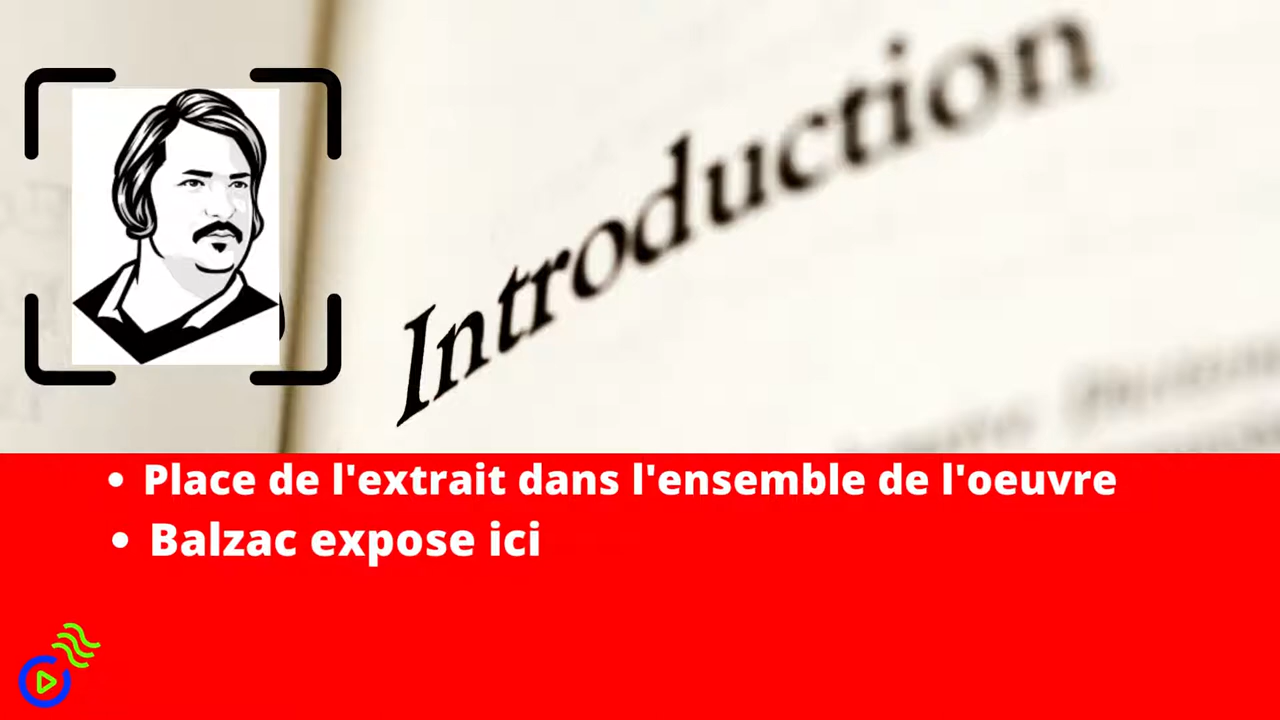 Introduction
• Place de l'extrait dans l'ensemble de l'oeuvre
• Balzac expose ici